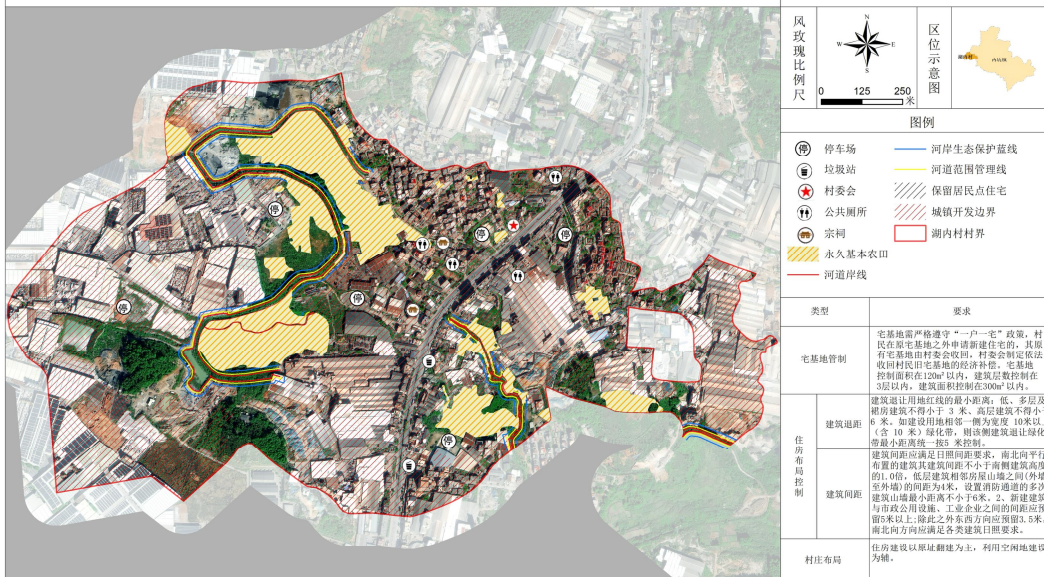 风玫瑰比例尺
N
W
E
S
0 125 250
米
区位示意图
湖内村
内坑镇
图例
停 停车场
垃圾站
村委会
公共厕所
宗祠
永久基本农田
河道岸线
河岸生态保护蓝线
河道范围管理线
保留居民点住宅
城镇开发边界
湖内村村界
停
停
停
停
停
停
类型 要求
宅基地管制
宅基地需严格遵守“一户一宅”政策,村
民在原宅基地之外申请新建住宅的,其原
有宅基地由村委会收回,村委会制定依法
收回村民旧宅基地的经济补偿,宅基地
控制面积在120m²以内,建筑层数控制在
3层以内,建筑面积控制在300m²以内。
住房布局控制
建筑退距
建筑退让用地红线的最小距离:低、多层及
裙房建筑不得小于 3 米、高层建筑不得小
6 米。如建设用地相邻一侧为宽度 10米以
(含 10 米)绿化带,则该侧建筑退让绿化
带最小距离统一按5 米控制。
建筑间距
建筑间距应满足日照间距要求,南北向平行
布置的建筑其建筑间距不小于南侧建筑高度
的1.0倍,低层建筑相邻房屋山墙之间(外墙
至外墙)的间距为4米,设置消防通道的多
建筑山墙最小距离不小于6米。2、新建建筑
与市政公用设施、工业企业之间的间距应预
留5米以上;除此之外东西方向应预留3.5米,
南北向方向应满足各类建筑日照要求。
村庄布局
住房建设以原址翻建为主,利用空闲地建设
为辅。